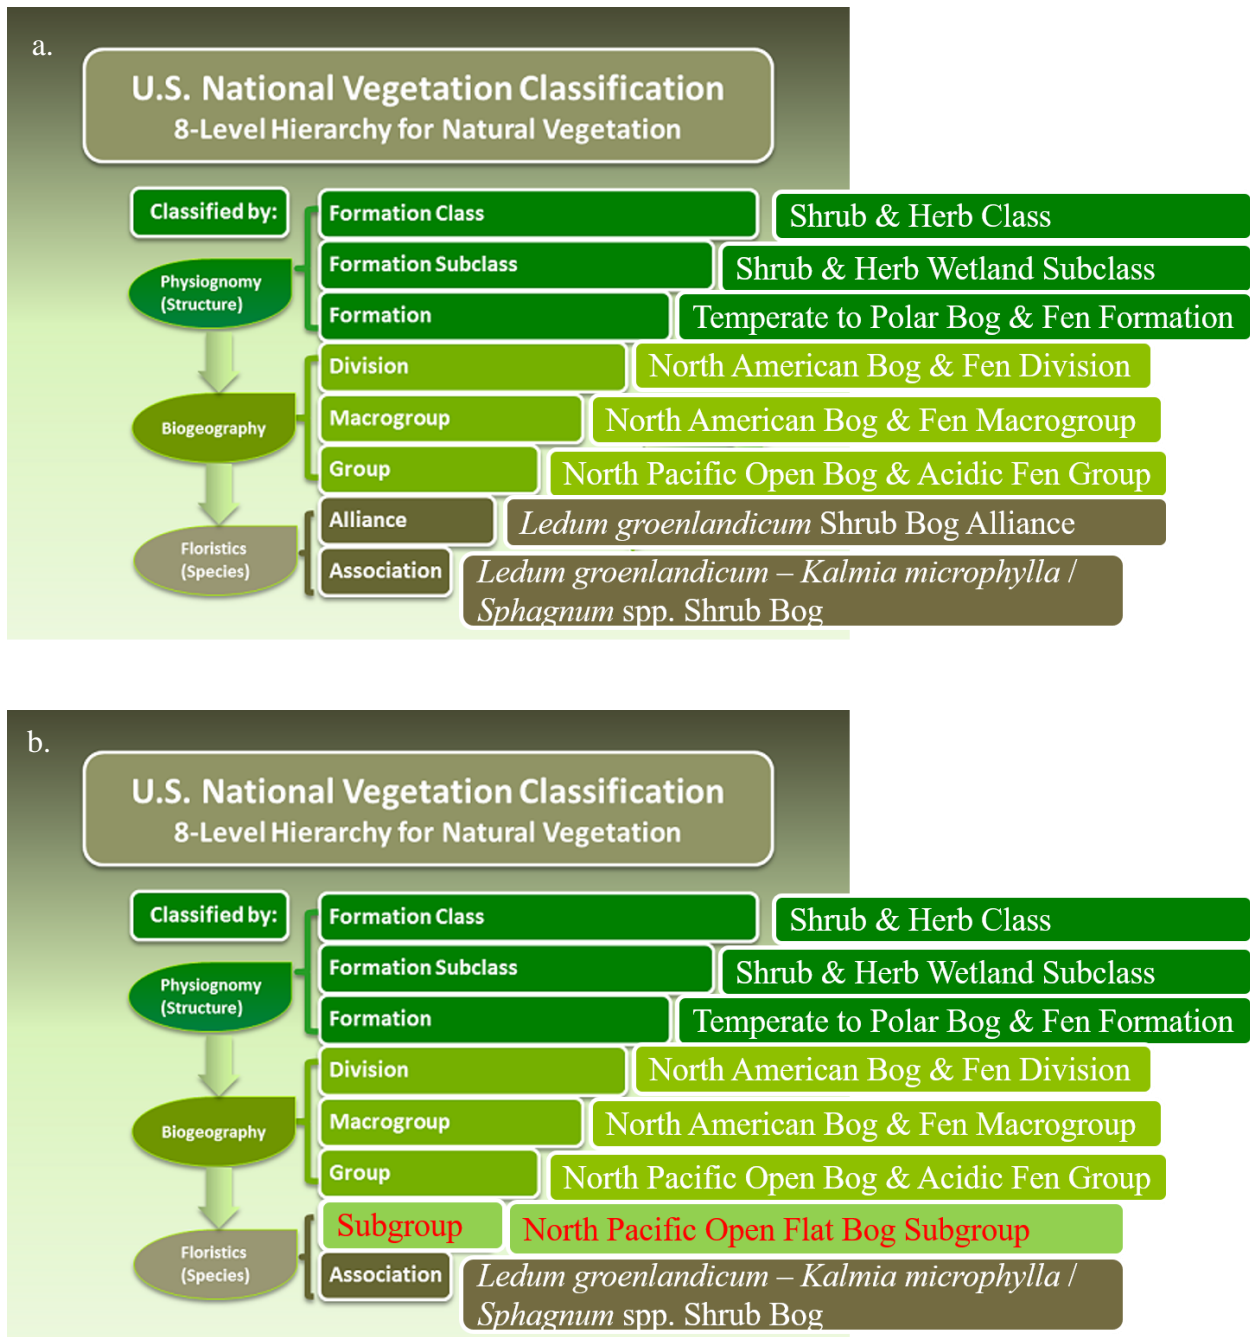 a.
U.S. National Vegetation Classification
8-Level Hierarchy for Natural Vegetation
Classified by:
Formation Class
Shrub & Herb Class
Formation Subclass
Shrub & Herb Wetland Subclass
Physiognomy
(Structure)
Formation
Temperate to Polar Bog & Fen Formation
Division
North American Bog & Fen Division
Biogeography
Macrogroup
North American Bog & Fen Macrogroup
Group
North Pacific Open Bog & Acidic Fen Group
Alliance
Ledum groenlandicum Shrub Bog Alliance
Floristics
(Species)
Association
Ledum groenlandicum – Kalmia microphylla /
Sphagnum spp. Shrub Bog
b.
U.S. National Vegetation Classification
8-Level Hierarchy for Natural Vegetation
Classified by:
Formation Class
Shrub & Herb Class
Formation Subclass
Shrub & Herb Wetland Subclass
Physiognomy
(Structure)
Formation
Temperate to Polar Bog & Fen Formation
Division
North American Bog & Fen Division
Biogeography
Macrogroup
North American Bog & Fen Macrogroup
Group
North Pacific Open Bog & Acidic Fen Group
Subgroup
North Pacific Open Flat Bog Subgroup
Floristics
(Species)
Association
Ledum groenlandicum – Kalmia microphylla /
Sphagnum spp. Shrub Bog